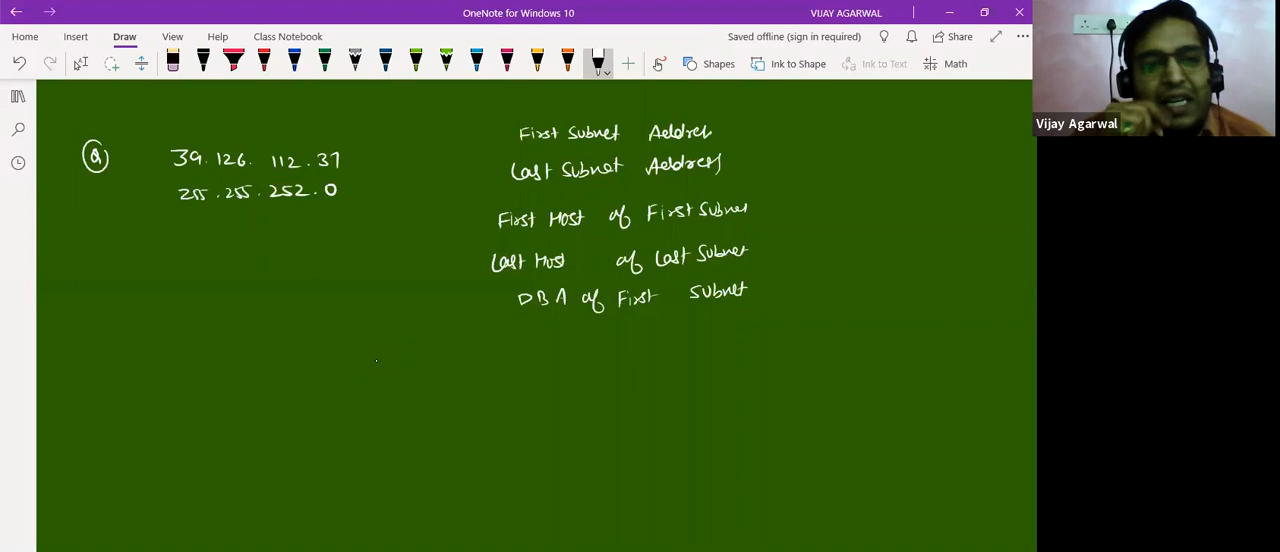 OneNote for Windows 10
VIJAY AGARWAL
Home Insert Draw View Help Class Notebook
Saved offline (sign in required) Share
Shapes Ink to Shape Ink to Text Math
Vijay Agarwal
Q 39.126.112.37
255.255.252.0
First Subnet Address
Last Subnet Address
First Host of First Subnet
Last Host of Last Subnet
DBA of First Subnet